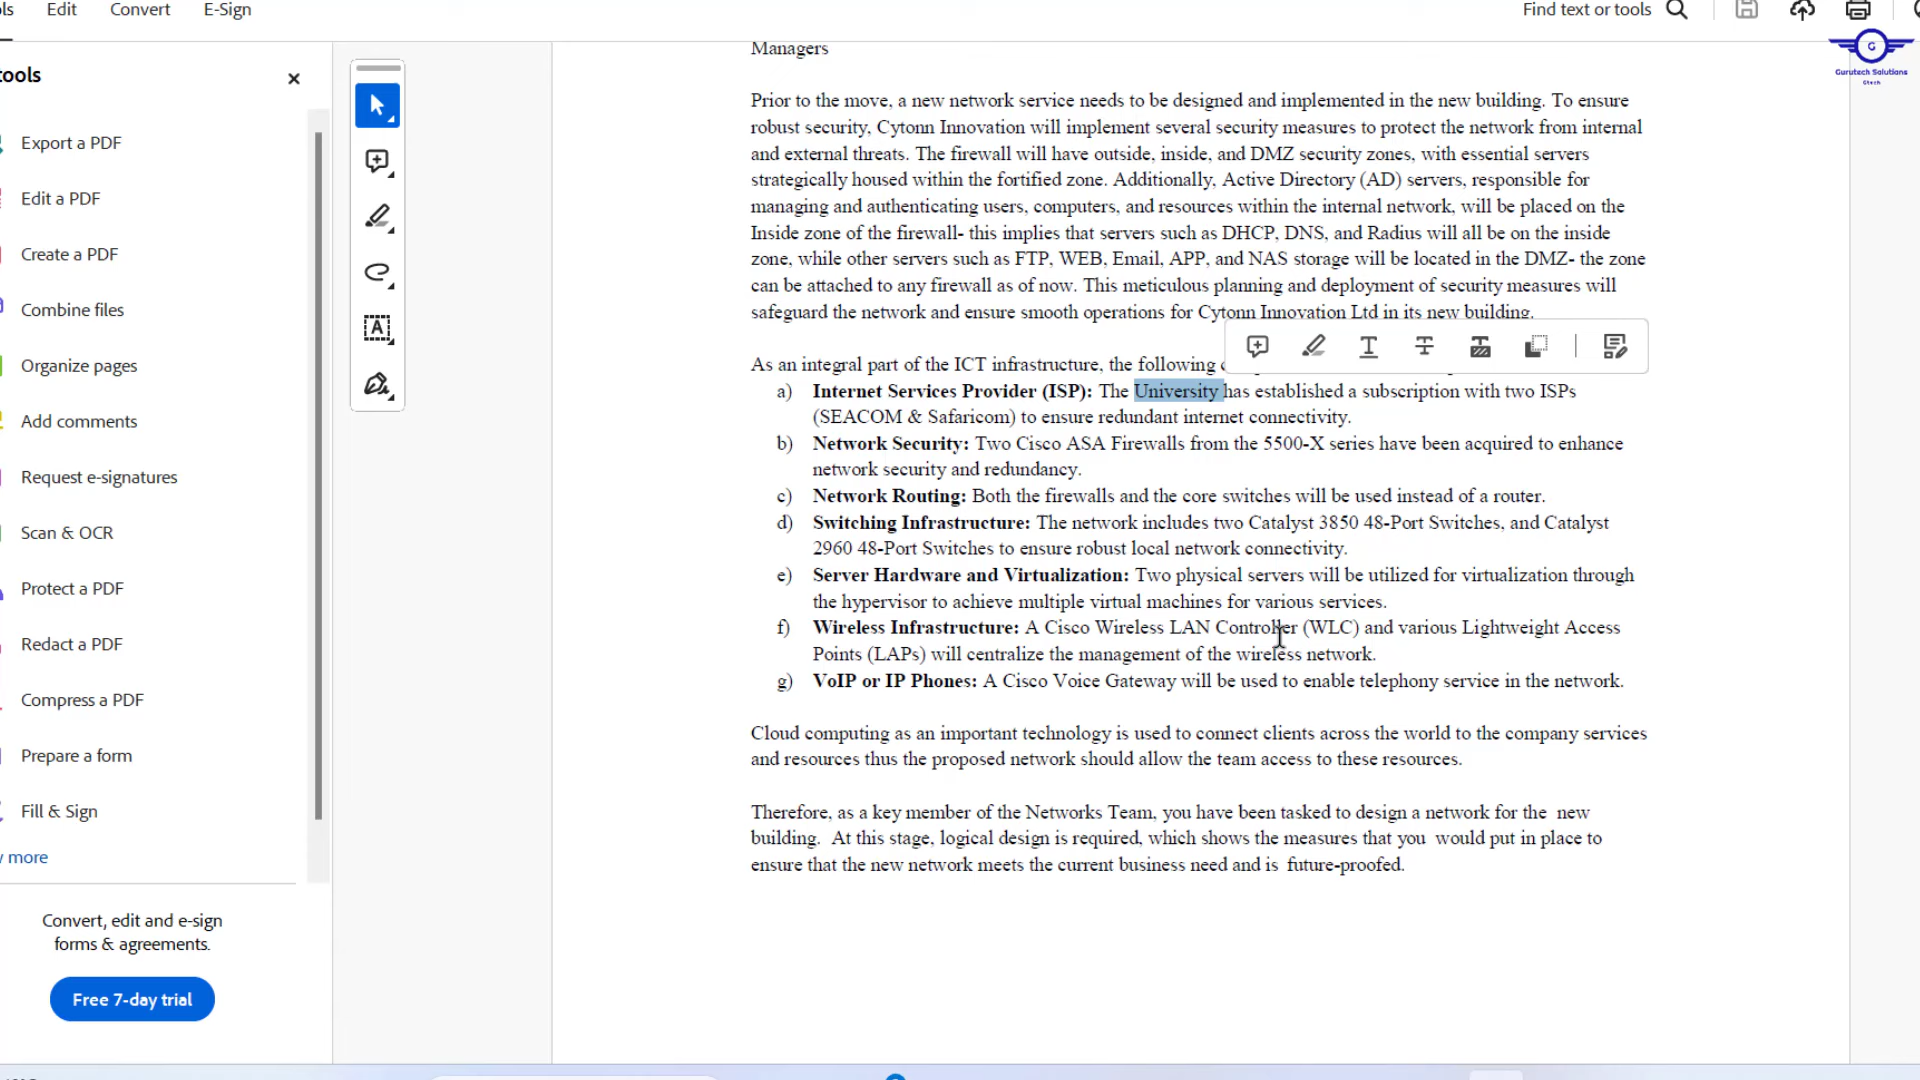 ls Edit Convert E-Sign Find text or tools
tools
Export a PDF
Edit a PDF
Create a PDF
Combine files
Organize pages
Add comments
Request e-signatures
Scan & OCR
Protect a PDF
Redact a PDF
Compress a PDF
Prepare a form
Fill & Sign
more
Convert, edit and e-sign
forms & agreements.
Free 7-day trial
G
Gurutech Solutions
Gtech
Managers
Prior to the move, a new network service needs to be designed and implemented in the new building. To ensure
robust security, Cytonn Innovation will implement several security measures to protect the network from internal
and external threats. The firewall will have outside, inside, and DMZ security zones, with essential servers
strategically housed within the fortified zone. Additionally, Active Directory (AD) servers, responsible for
managing and authenticating users, computers, and resources within the internal network, will be placed on the
Inside zone of the firewall- this implies that servers such as DHCP, DNS, and Radius will all be on the inside
zone, while other servers such as FTP, WEB, Email, APP, and NAS storage will be located in the DMZ- the zone
can be attached to any firewall as of now. This meticulous planning and deployment of security measures will
safeguard the network and ensure smooth operations for Cytonn Innovation Ltd in its new building.
As an integral part of the ICT infrastructure, the following
a) Internet Services Provider (ISP): The University has established a subscription with two ISPs
(SEACOM & Safaricom) to ensure redundant internet connectivity.
b) Network Security: Two Cisco ASA Firewalls from the 5500-X series have been acquired to enhance
network security and redundancy.
c) Network Routing: Both the firewalls and the core switches will be used instead of a router.
d) Switching Infrastructure: The network includes two Catalyst 3850 48-Port Switches, and Catalyst
2960 48-Port Switches to ensure robust local network connectivity.
e) Server Hardware and Virtualization: Two physical servers will be utilized for virtualization through
the hypervisor to achieve multiple virtual machines for various services.
f) Wireless Infrastructure: A Cisco Wireless LAN Controller (WLC) and various Lightweight Access
Points (LAPs) will centralize the management of the wireless network.
g) VoIP or IP Phones: A Cisco Voice Gateway will be used to enable telephony service in the network.
Cloud computing as an important technology is used to connect clients across the world to the company services
and resources thus the proposed network should allow the team access to these resources.
Therefore, as a key member of the Networks Team, you have been tasked to design a network for the new
building. At this stage, logical design is required, which shows the measures that you would put in place to
ensure that the new network meets the current business need and is future-proofed.